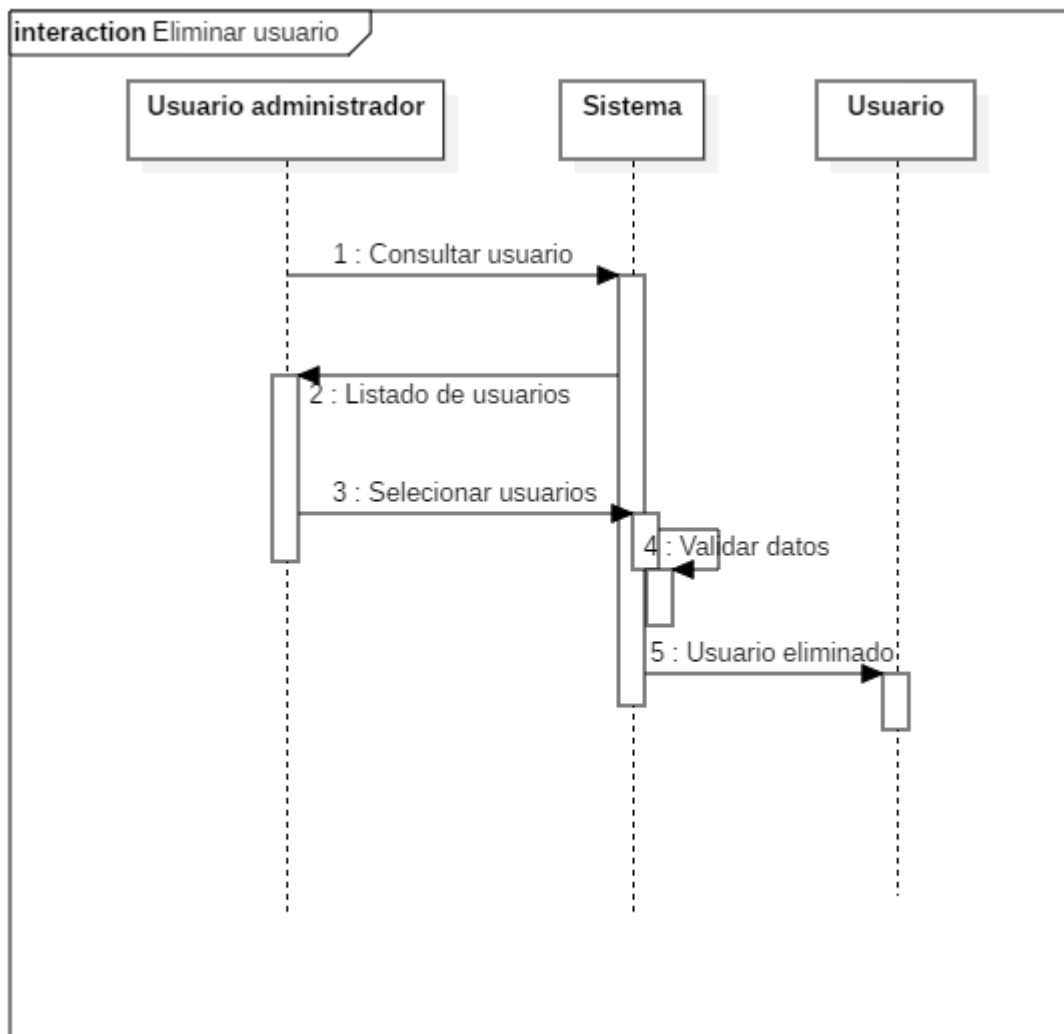 interaction Eliminar usuario
Usuario administrador
Sistema
Usuario
1 : Consultar usuario
2 : Listado de usuarios
3 : Selecionar usuarios
4 : Validar datos
5 : Usuario eliminado